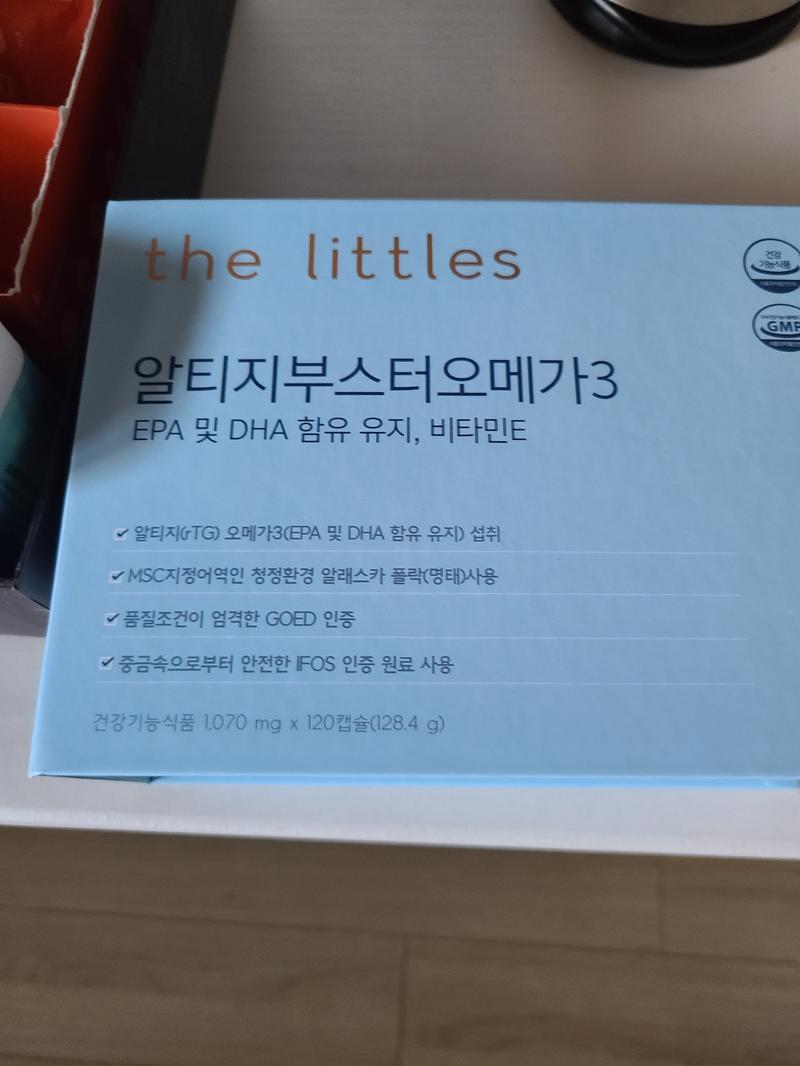 the littles
건강
기능식품
GMP
알티지부스터오메가3
EPA 및 DHA 함유 유지, 비타민E
알티지(rTG) 오메가3(EPA 및 DHA 함유 유지) 섭취
MSC지정어역인 청정환경 알래스카 폴락(명태)사용
품질조건이 엄격한 GOED 인증
중금속으로부터 안전한 IFOS 인증 원료 사용
건강기능식품 1,070 mg x 120캡슐(128.4 g)